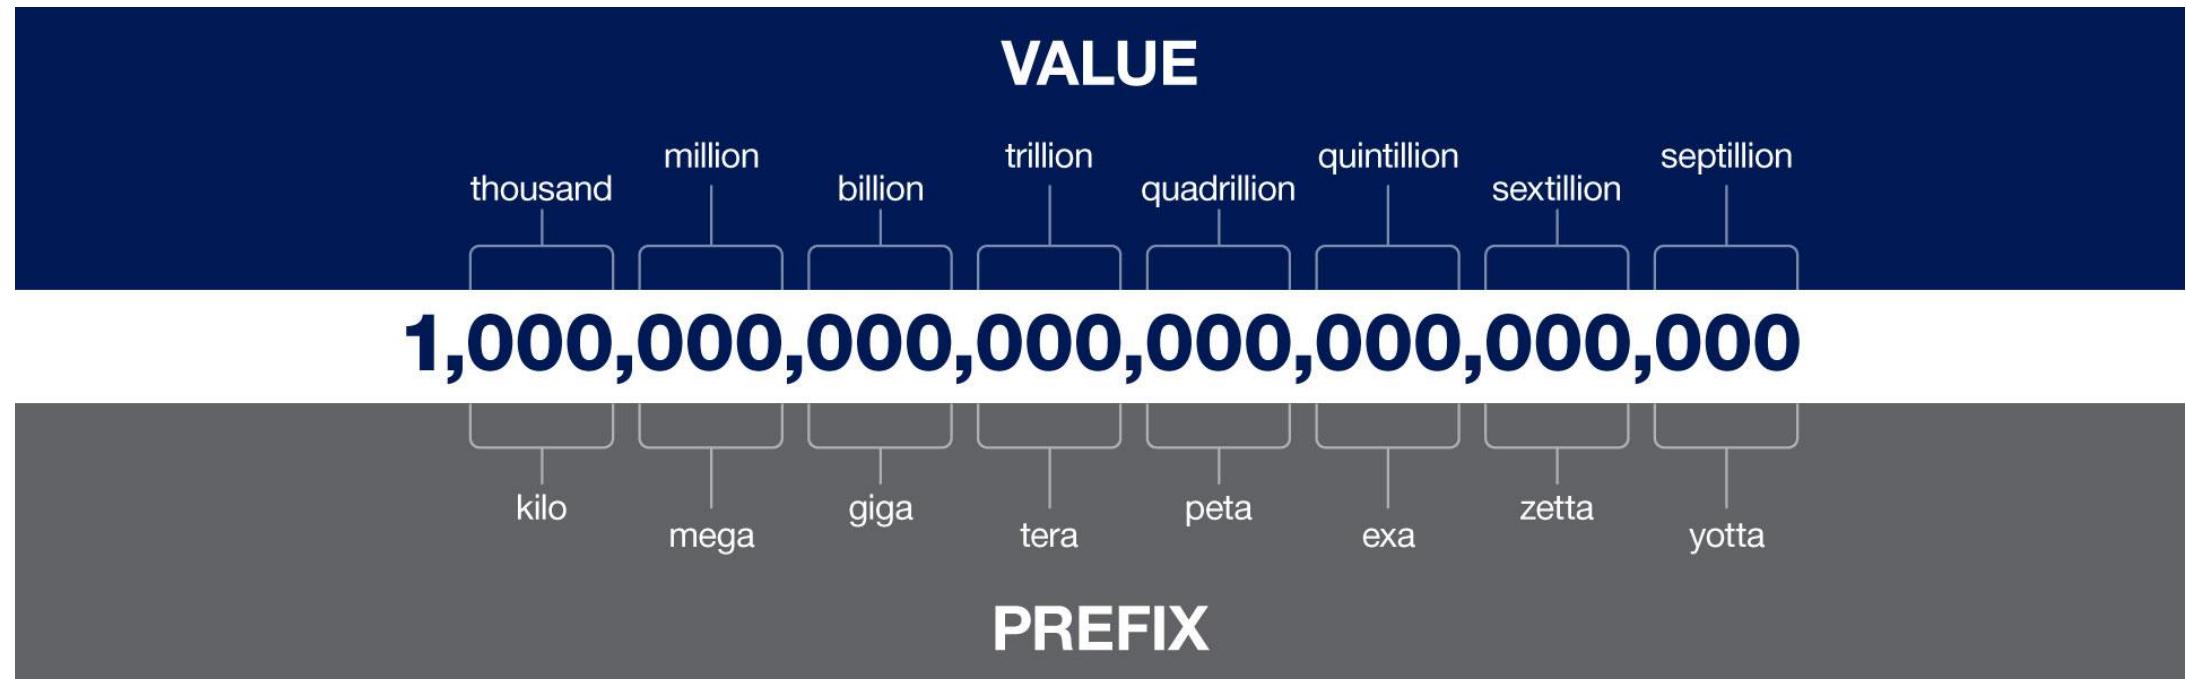 VALUE
million trillion quintillion septillion
thousand billion quadrillion sextillion
1,000,000,000,000,000,000,000,000
kilo giga peta zetta
mega tera exa yotta
PREFIX